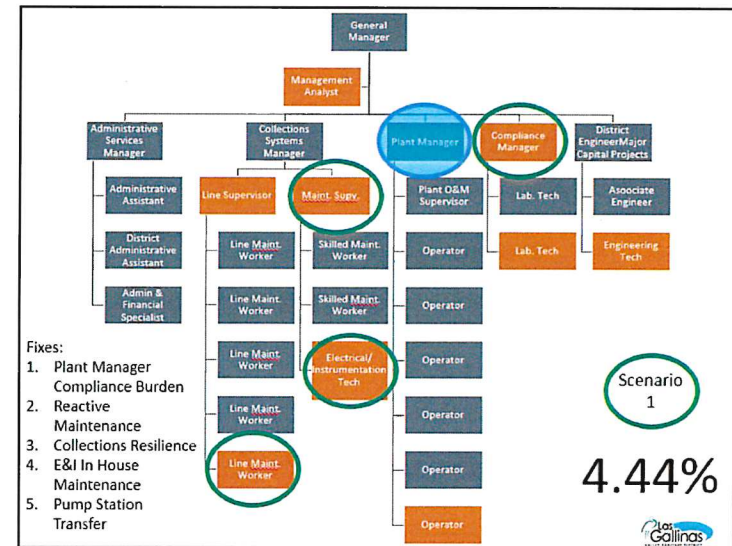 General
Manager
Management
Analyst
Administrative
Services
Manager
Collections
Systems
Manager
Plant Manager
Compliance
Manager
District
EngineerMajor
Capital Projects
Administrative
Assistant
Line Supervisor
Maint. Supv.
Plant O&M
Supervisor
Lab. Tech
Asoociate
Engineer
District
Administrative
Assistant
Line Maint.
Worker
Skilled Maint.
Worker
Operator
Lab. Tech
Engineering
Tech
Admin &
Financial
Specialist
Line Maint.
Worker
Skilled Maint.
Worker
Operator
Line Maint.
Worker
Electrical/
Instrumentation
Tech
Operator
Line Maint.
Worker
Operator
Line Maint.
Worker
Operator
Operator
Fixes:
1. Plant Manager
Compliance Burden
2. Reactive
Maintenance
3. Collections Resilience
4. E&I In House
Maintenance
5. Pump Station
Transfer
Scenario
1
4.44%
Las
Gallinas